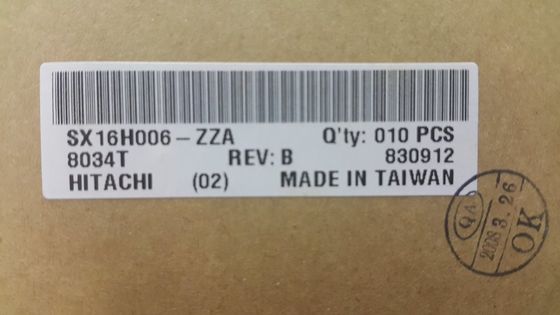 SX16H006-ZZA Q'ty: 010 PCS
8034T REV: B 830912
HITACHI (02) MADE IN TAIWAN
QA.
2008.3.26
OK